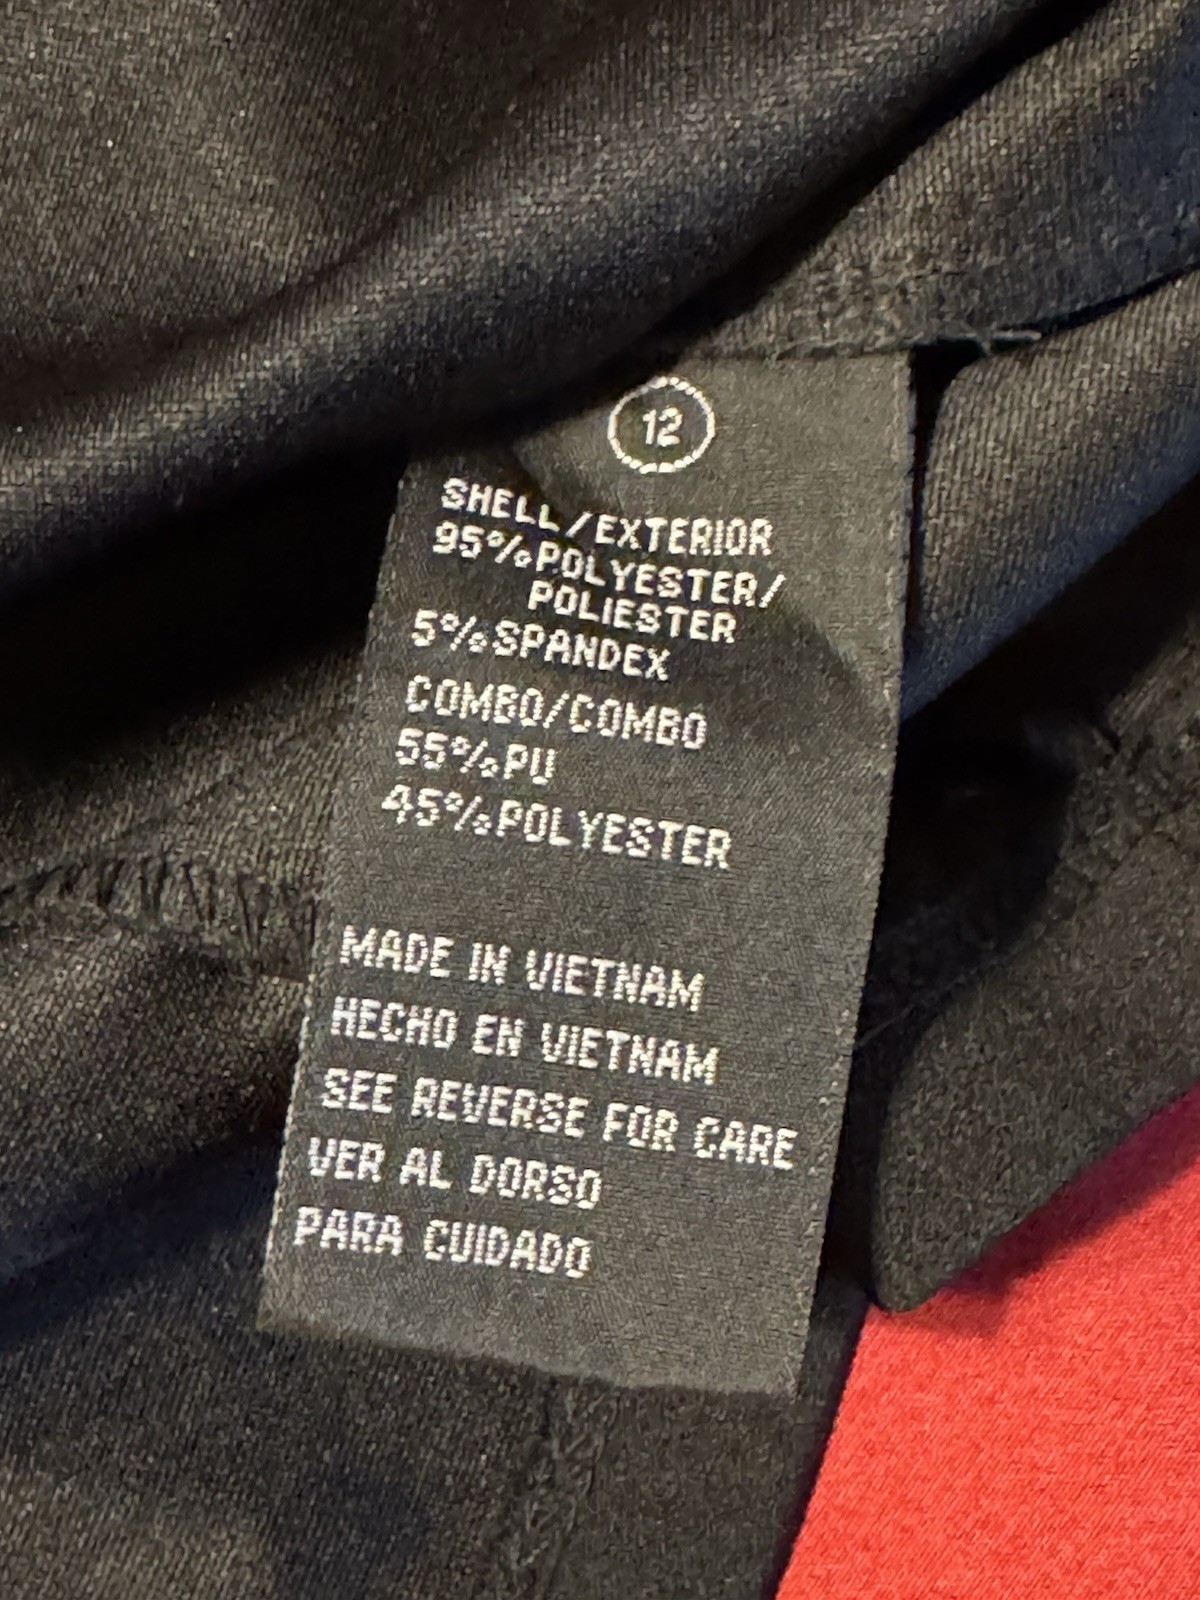 12
SHELL/EXTERIOR
95%POLYESTER/
POLIESTER
5%SPANDEX
COMBO/COMBO
55%PU
45%POLYESTER
MADE IN VIETNAM
HECHO EN VIETNAM
SEE REVERSE FOR CARE
VER AL DORSO
PARA CUIDADO